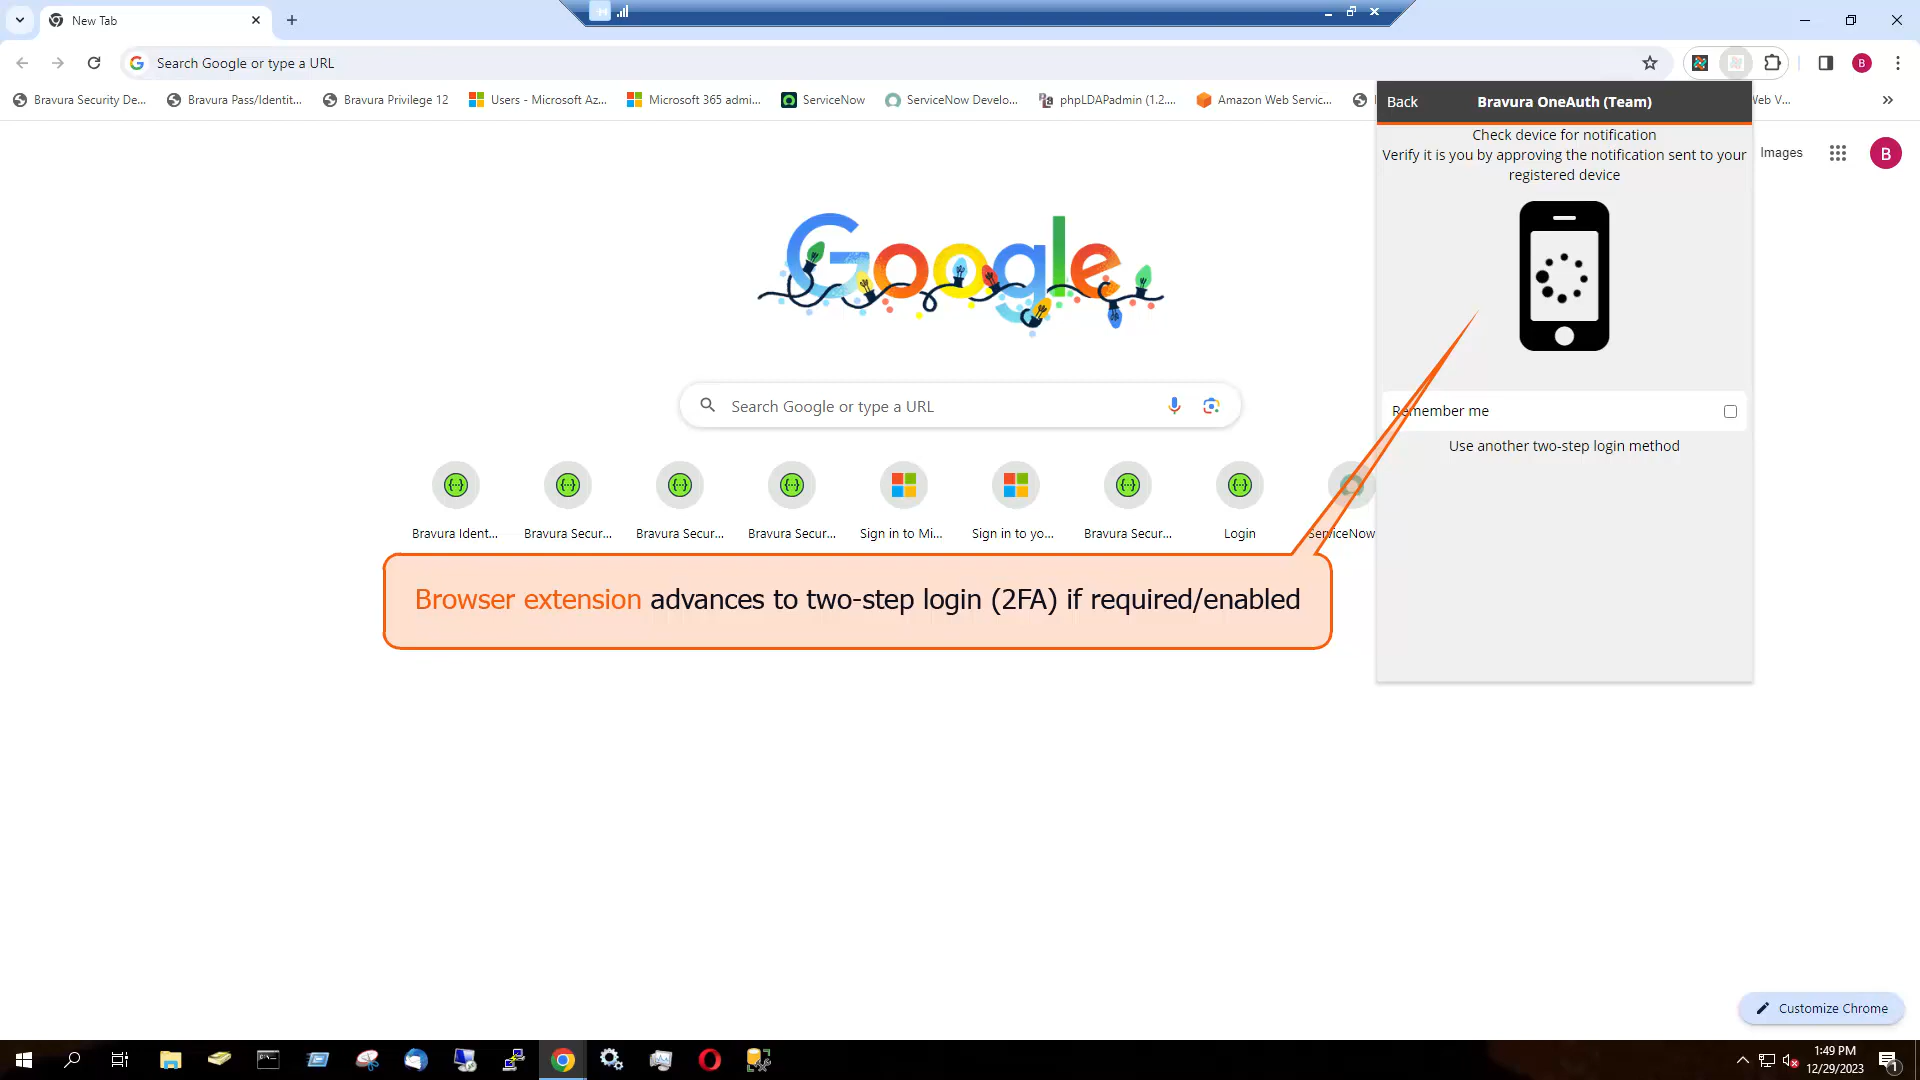 New Tab
Search Google or type a URL
B
Bravura Security De...
Bravura Pass/Identit...
Bravura Privilege 12
Users - Microsoft Az...
Microsoft 365 admi...
ServiceNow
ServiceNow Develo...
phpLDAPadmin (1.2....
Amazon Web Servic...
Web V...
Back
Bravura OneAuth (Team)
Check device for notification
Verify it is you by approving the notification sent to your
registered device
Images
B
Google
Search Google or type a URL
Remember me
Use another two-step login method
Bravura Ident...
Bravura Secur...
Bravura Secur...
Bravura Secur...
Sign in to Mi...
Sign in to yo...
Bravura Secur...
Login
ServiceNow
Browser extension advances to two-step login (2FA) if required/enabled
Customize Chrome
1:49 PM
12/29/2023
1